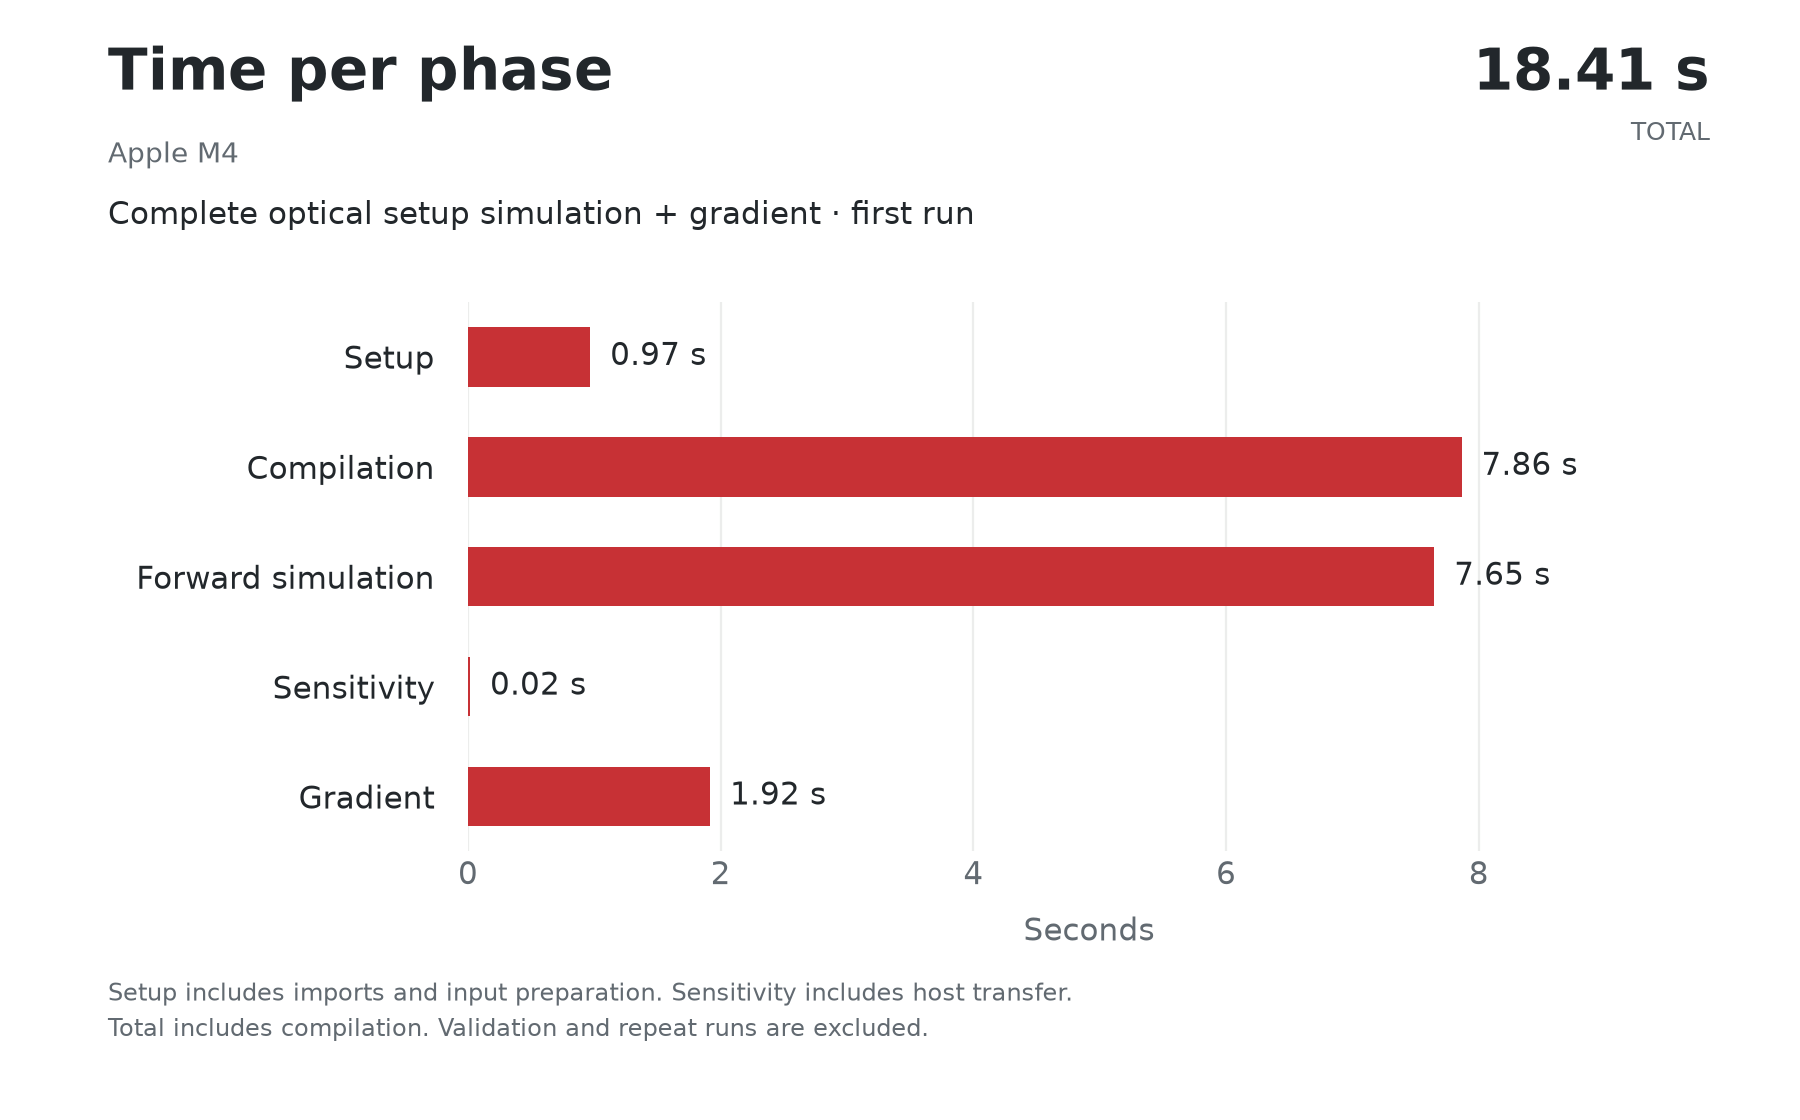 Time per phase
18.41 s
TOTAL
Apple M4
Complete optical setup simulation + gradient · first run
Setup
0.97 s
Compilation
7.86 s
Forward simulation
7.65 s
Sensitivity
0.02 s
Gradient
1.92 s
0 2 4 6 8
Seconds
Setup includes imports and input preparation. Sensitivity includes host transfer.
Total includes compilation. Validation and repeat runs are excluded.